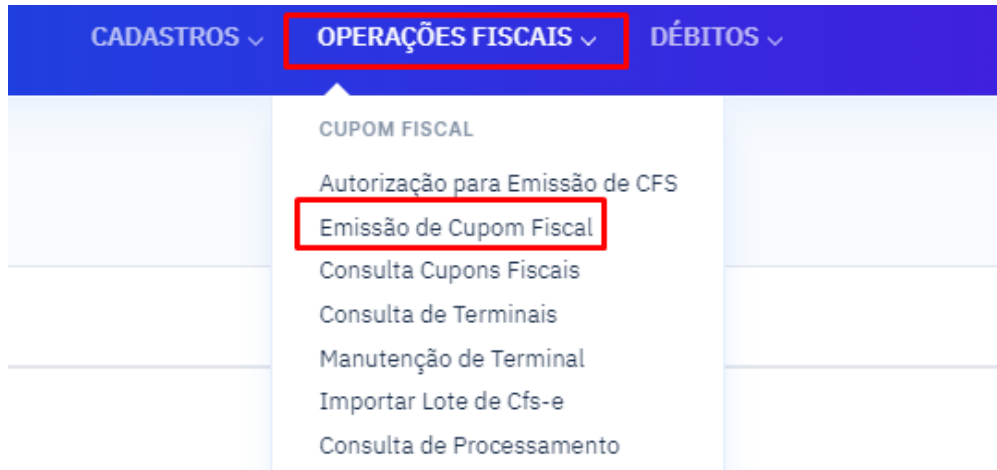 CADASTROS OPERAÇÕES FISCAIS DÉBITOS
CUPOM FISCAL
Autorização para Emissão de CFS
Emissão de Cupom Fiscal
Consulta Cupons Fiscais
Consulta de Terminais
Manutenção de Terminal
Importar Lote de Cfs-e
Consulta de Processamento